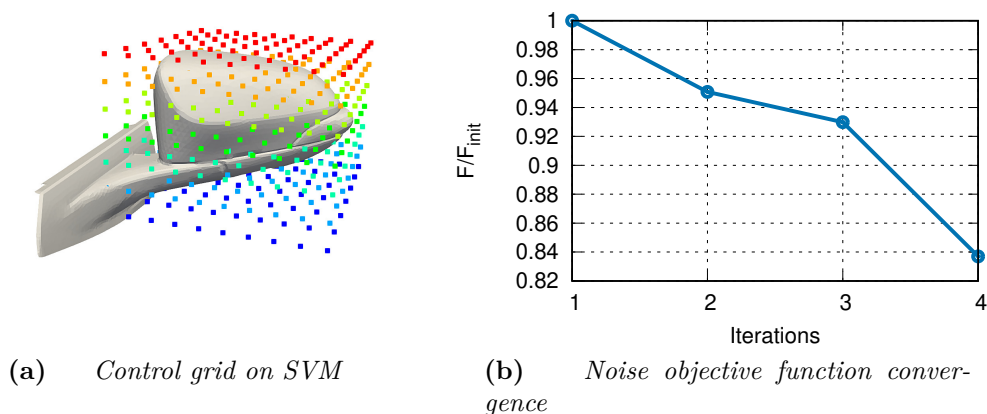 1
0.98
0.96
0.94
0.92
0.9
0.88
0.86
0.84
0.82
F/Finit
1 2 3 4
Iterations
(a) Control grid on SVM
(b) Noise objective function conver-
gence